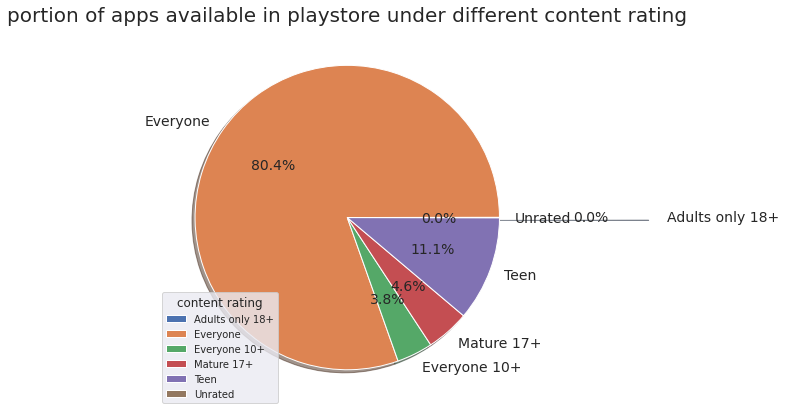 portion of apps available in playstore under different content rating
Everyone
80.4%
0.0%
Unrated
0.0%
Adults only 18+
11.1%
Teen
4.6%
3.8%
Mature 17+
Everyone 10+
content rating
Adults only 18+
Everyone
Everyone 10+
Mature 17+
Teen
Unrated